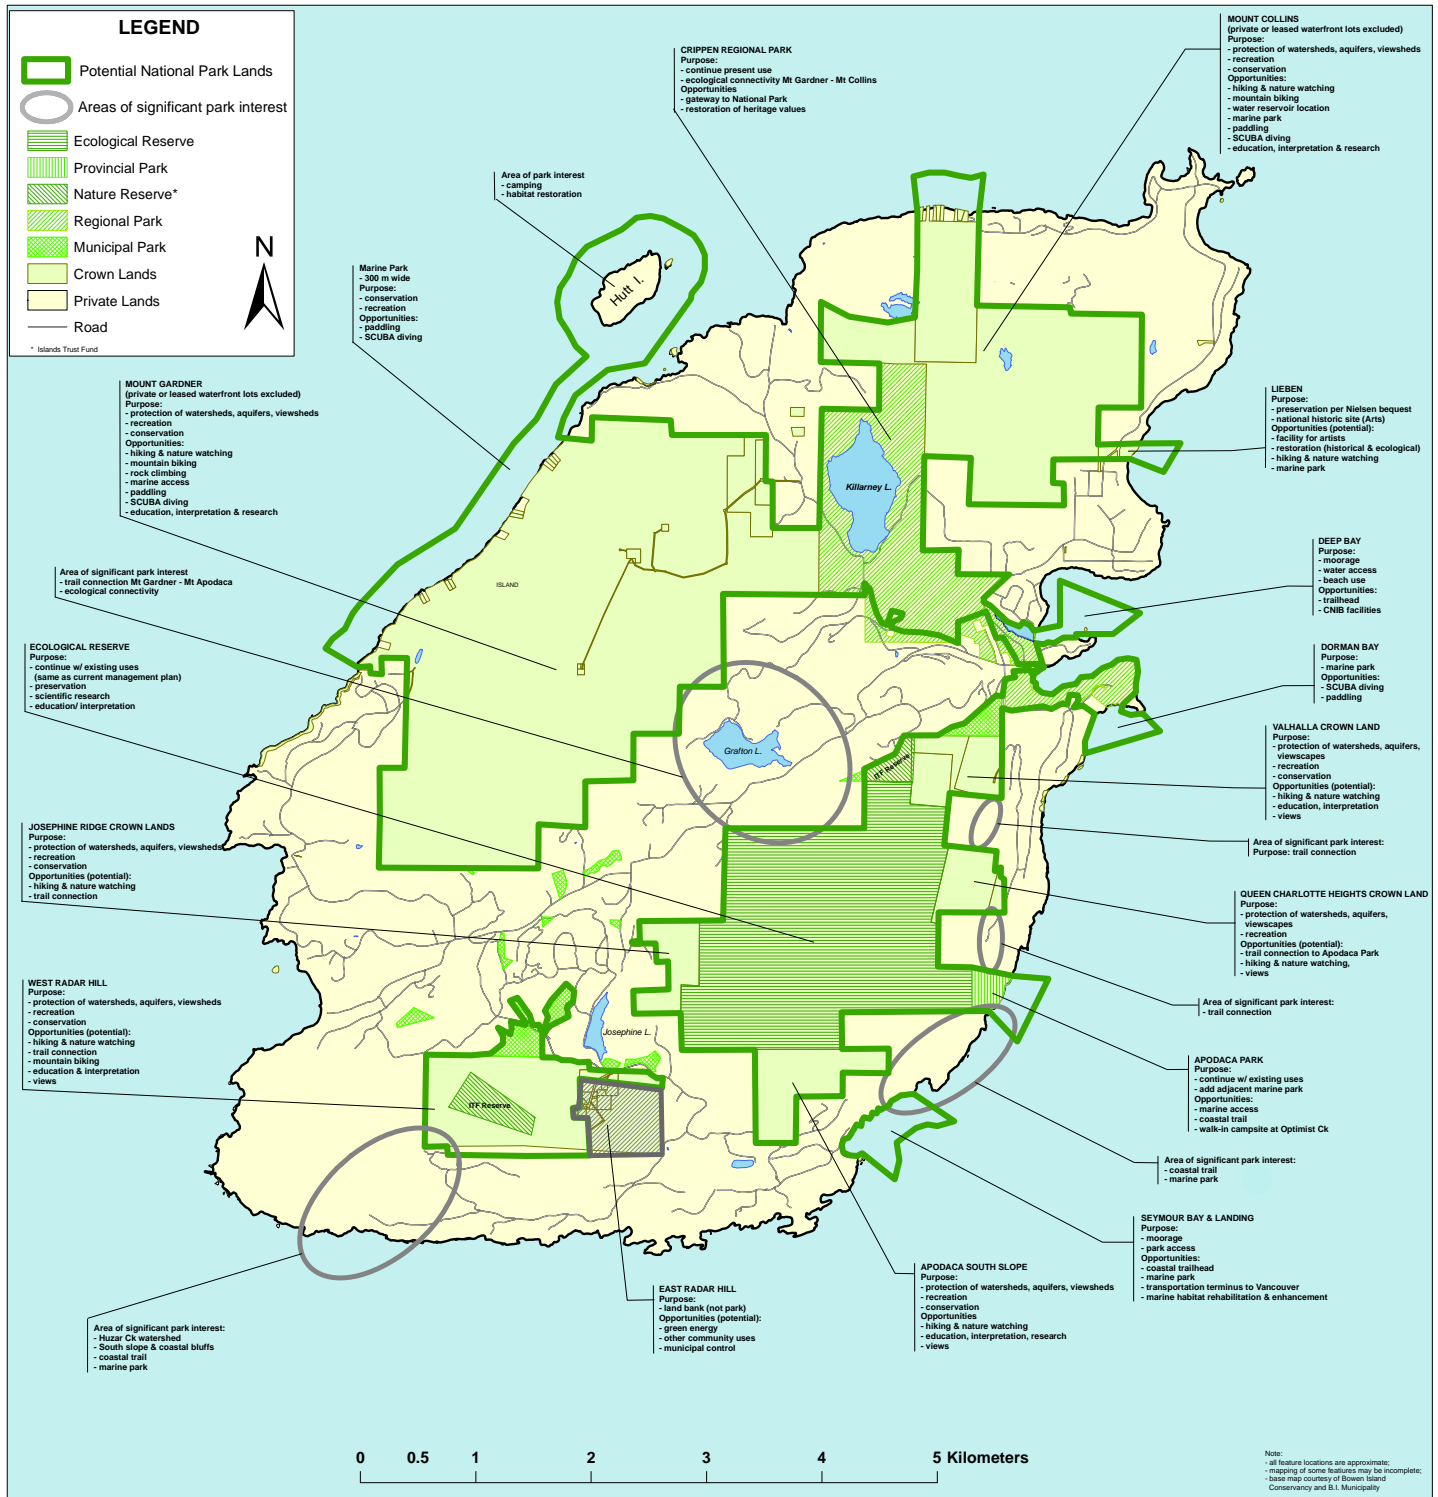 LEGEND
Potential National Park Lands
Areas of significant park interest
Ecological Reserve
Provincial Park
Nature Reserve*
Regional Park
Municipal Park
Crown Lands
Private Lands
Road
* Islands Trust Fund
N
CRIPPEN REGIONAL PARK
Purpose:
- continue present use
- ecological connectivity Mt Gardner - Mt Collins
Opportunities
- gateway to National Park
- restoration of heritage values
MOUNT COLLINS
(private or leased waterfront lots excluded)
Purpose:
- protection of watersheds, aquifers, viewsheds
- recreation
- conservation
Opportunities:
- hiking & nature watching
- mountain biking
- water reservoir location
- marine park
- paddling
- SCUBA diving
- education, interpretation & research
Area of park interest
- camping
- habitat restoration
Hutt I.
Marine Park
- 300 m wide
Purpose:
- conservation
- recreation
Opportunities:
- paddling
- SCUBA diving
MOUNT GARDNER
(private or leased waterfront lots excluded)
Purpose:
- protection of watersheds, aquifers, viewsheds
- recreation
- conservation
Opportunities:
- hiking & nature watching
- mountain biking
- rock climbing
- marine access
- paddling
- SCUBA diving
- education, interpretation & research
LIEBEN
Purpose:
- preservation per Nielsen bequest
- national historic site (Arts)
Opportunities (potential):
- facility for artists
- restoration (historical & ecological)
- hiking & nature watching
- marine park
Killarney L.
ISLAND
Area of significant park interest
- trail connection Mt Gardner - Mt Apodaca
- ecological connectivity
DEEP BAY
Purpose:
- moorage
- water access
- beach use
Opportunities:
- trailhead
- CNIB facilities
ECOLOGICAL RESERVE
Purpose:
- continue w/ existing uses
(same as current management plan)
- preservation
- scientific research
- education/ interpretation
DORMAN BAY
Purpose:
- marine park
Opportunities:
- SCUBA diving
- paddling
Grafton L.
ITF Reserve
VALHALLA CROWN LAND
Purpose:
- protection of watersheds, aquifers,
viewscapes
- recreation
- conservation
Opportunities (potential):
- hiking & nature watching
- education, interpretation
- views
JOSEPHINE RIDGE CROWN LANDS
Purpose:
- protection of watersheds, aquifers, viewsheds
- recreation
- conservation
Opportunities (potential):
- hiking & nature watching
- trail connection
Area of significant park interest:
Purpose: trail connection
QUEEN CHARLOTTE HEIGHTS CROWN LAND
Purpose:
- protection of watersheds, aquifers,
viewscapes
- recreation
Opportunities (potential):
- trail connection to Apodaca Park
- hiking & nature watching,
- views
WEST RADAR HILL
Purpose:
- protection of watersheds, aquifers, viewsheds
- recreation
- conservation
Opportunities (potential):
- hiking & nature watching
- trail connection
- mountain biking
- education & interpretation
- views
Area of significant park interest:
- trail connection
Josephine L.
ITF Reserve
APODACA PARK
Purpose:
- continue w/ existing uses
- add adjacent marine park
Opportunities:
- marine access
- coastal trail
- walk-in campsite at Optimist Ck
Area of significant park interest:
- coastal trail
- marine park
SEYMOUR BAY & LANDING
Purpose:
- moorage
- park access
Opportunities:
- coastal trailhead
- marine park
- transportation terminus to Vancouver
- marine habitat rehabilitation & enhancement
APODACA SOUTH SLOPE
Purpose:
- protection of watersheds, aquifers, viewsheds
- recreation
- conservation
Opportunities
- hiking & nature watching
- education, interpretation, research
- views
EAST RADAR HILL
Purpose:
- land bank (not park)
Opportunities (potential):
- green energy
- other community uses
- municipal control
Area of significant park interest:
- Huzar Ck watershed
- South slope & coastal bluffs
- coastal trail
- marine park
0 0.5 1 2 3 4 5 Kilometers
Note:
- all feature locations are approximate;
- mapping of some features may be incomplete;
- base map courtesy of Bowen Island
Conservancy and B.I. Municipality